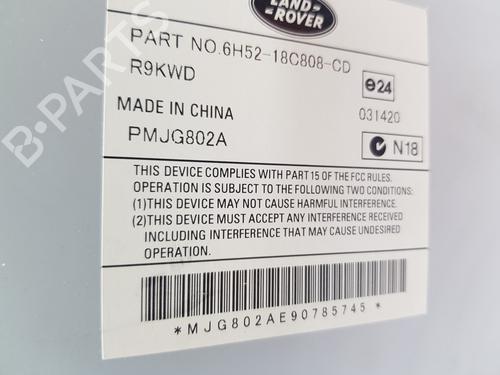 LAND-
ROVER
PART NO.6H52-18C808-CD
R9KWD
e24
MADE IN CHINA
031420
PMJG802A
N18
THIS DEVICE COMPLIES WITH PART 15 OF THE FCC RULES.
OPERATION IS SUBJECT TO THE FOLLOWING TWO CONDITIONS:
(1)THIS DEVICE MAY NOT CAUSE HARMFUL INTERFERENCE.
(2)THIS DEVICE MUST ACCEPT ANY INTERFERENCE RECEIVED
INCLUDING INTERFERENCE THAT MAY CAUSE UNDESIRED
OPERATION.
*MJG802AE90785745*
B-PARTS